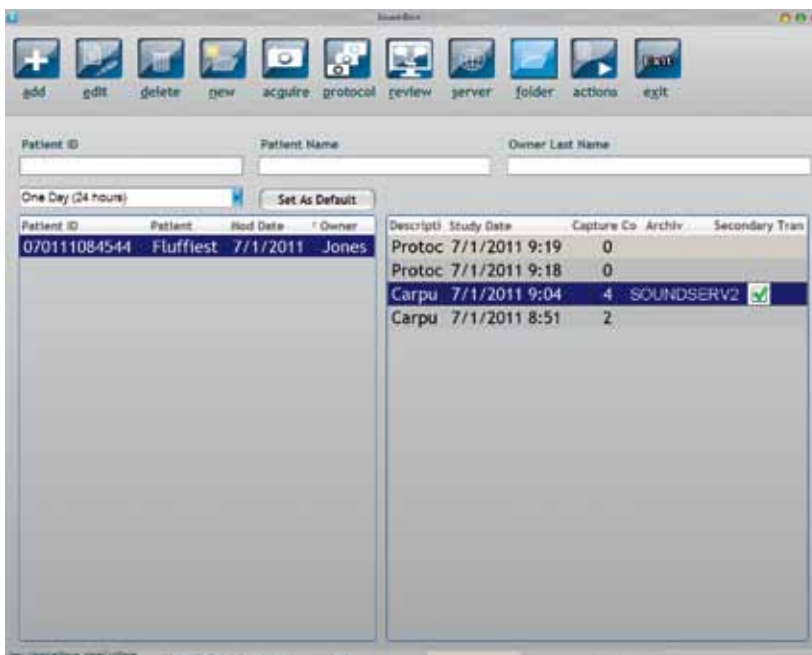 SoundBox
add edit delete new acquire protocol review server folder actions exit
Patient ID Patient Name Owner Last Name
One Day (24 hours) Set As Default
Patient ID Patient Mod Date Owner Descripti Study Date Capture Co Archiv Secondary Tran
070111084544 Fluffiest 7/1/2011 Jones Protoc 7/1/2011 9:19 0
Protoc 7/1/2011 9:18 0
Carpu 7/1/2011 9:04 4 SOUNDSERV2
Carpu 7/1/2011 8:51 2